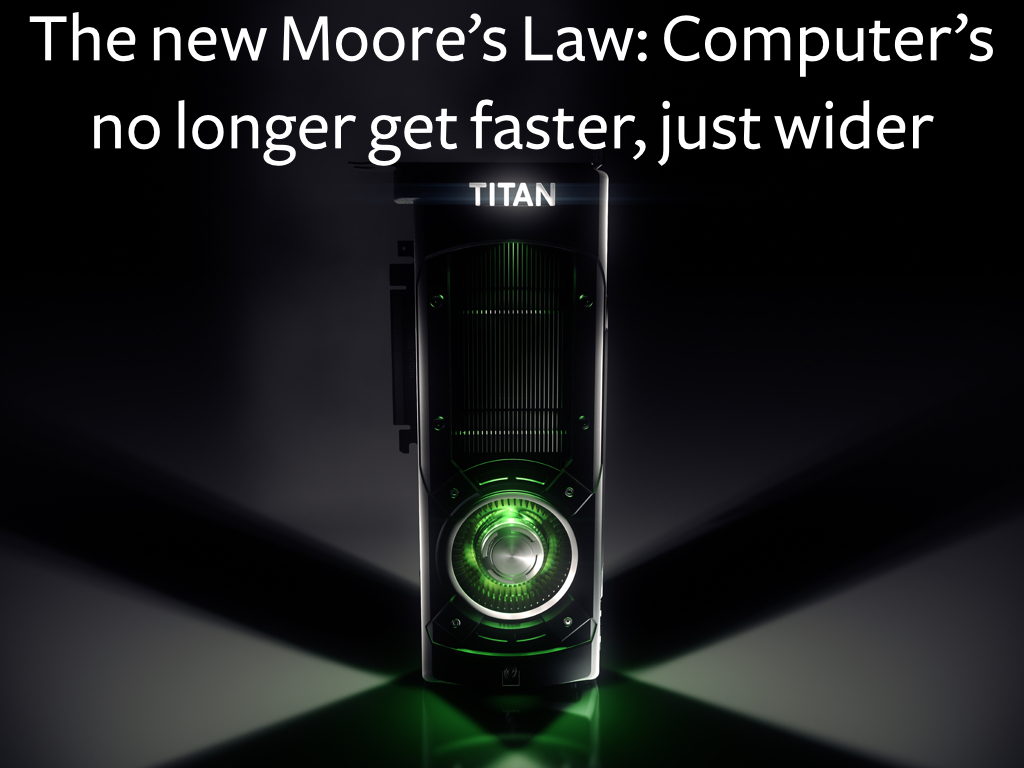 The new Moore’s Law: Computer’s
no longer get faster, just wider
TITAN